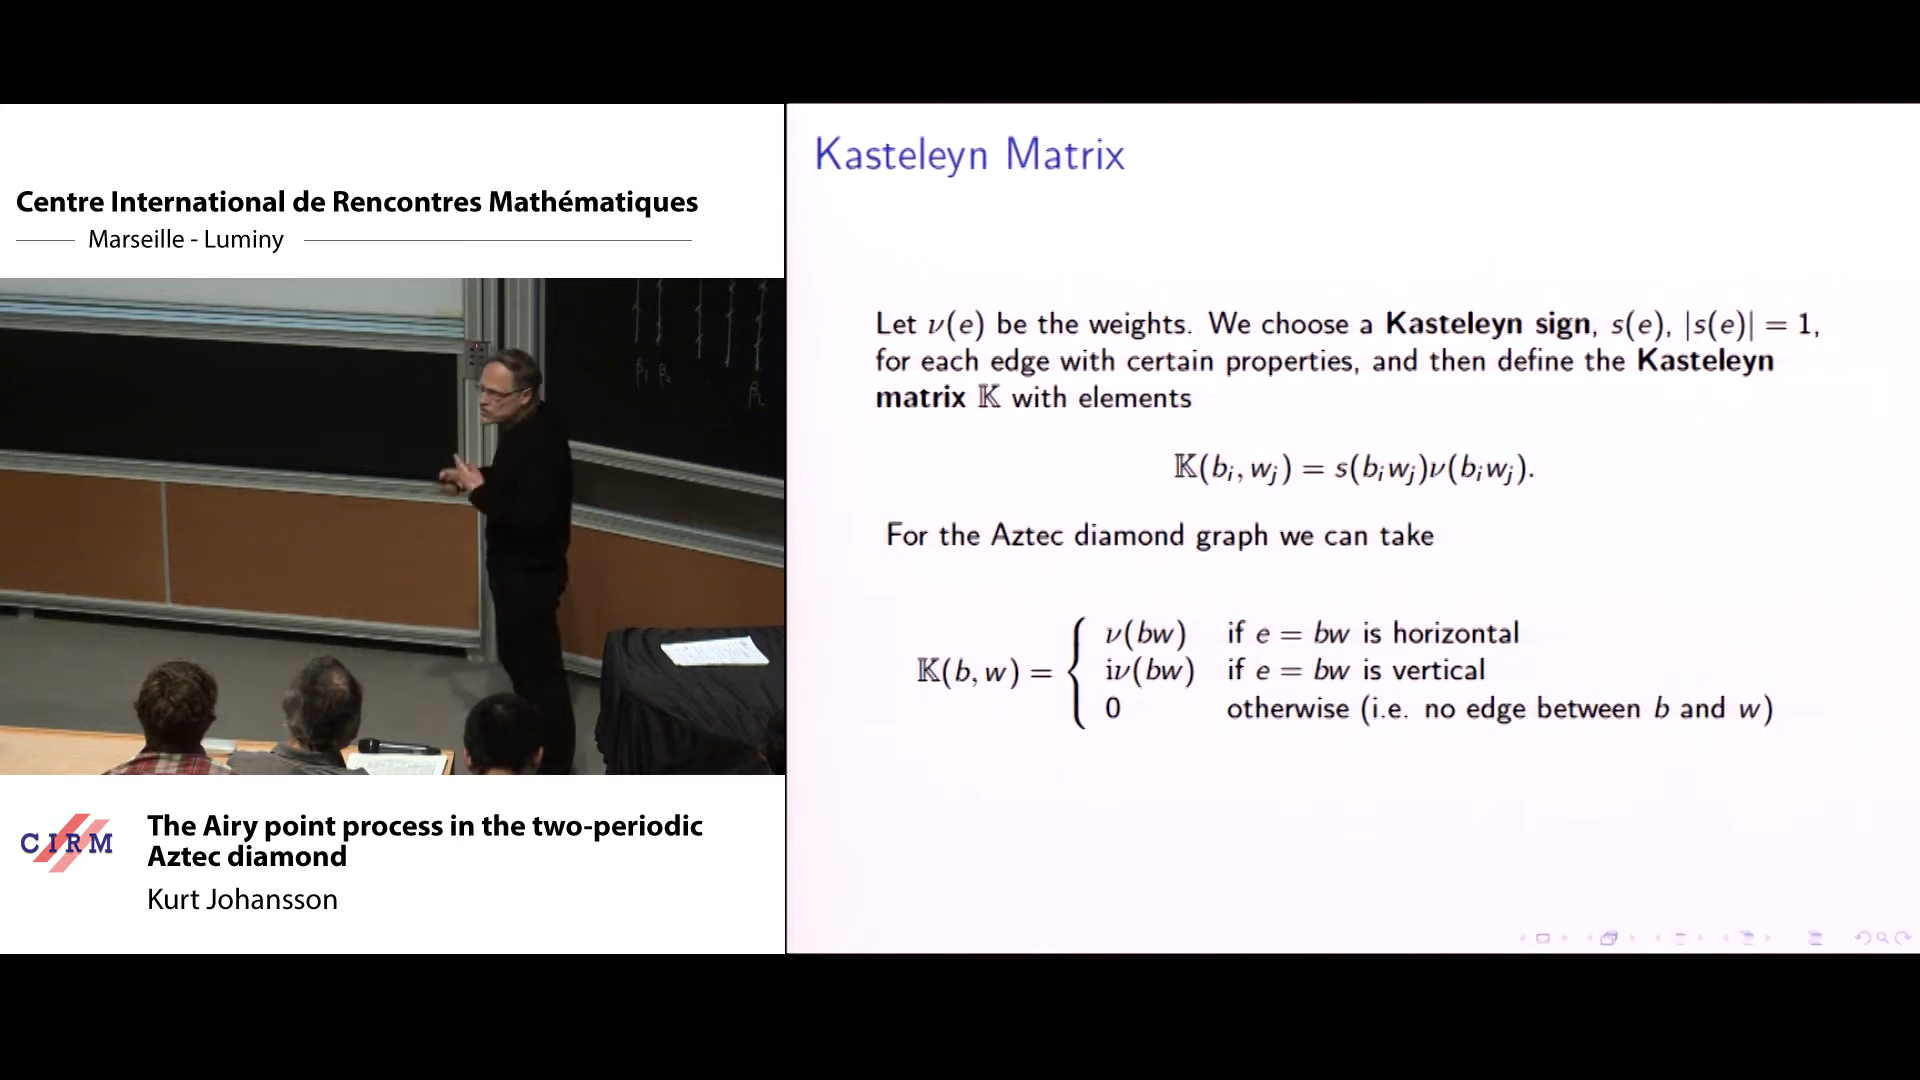 Centre International de Rencontres Mathématiques
Marseille - Luminy
CIRM
The Airy point process in the two-periodic
Aztec diamond
Kurt Johansson
Kasteleyn Matrix
Let ν(e) be the weights. We choose a Kasteleyn sign, s(e), |s(e)| = 1,
for each edge with certain properties, and then define the Kasteleyn
matrix 𝕂 with elements
𝕂(b_i, w_j) = s(b_i w_j)ν(b_i w_j).
For the Aztec diamond graph we can take
𝕂(b, w) = { ν(bw) if e = bw is horizontal
iν(bw) if e = bw is vertical
0 otherwise (i.e. no edge between b and w)